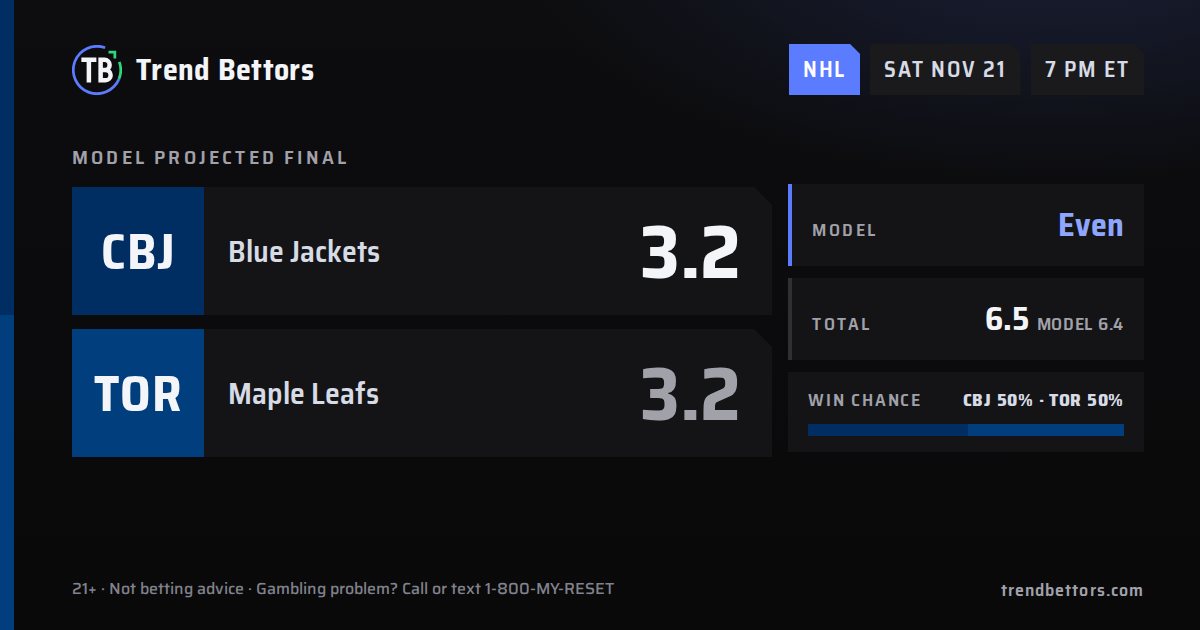 TB Trend Bettors
NHL SAT NOV 21 7 PM ET
MODEL PROJECTED FINAL
CBJ Blue Jackets 3.2
TOR Maple Leafs 3.2
MODEL Even
TOTAL 6.5 MODEL 6.4
WIN CHANCE CBJ 50% · TOR 50%
21+ · Not betting advice · Gambling problem? Call or text 1-800-MY-RESET
trendbettors.com